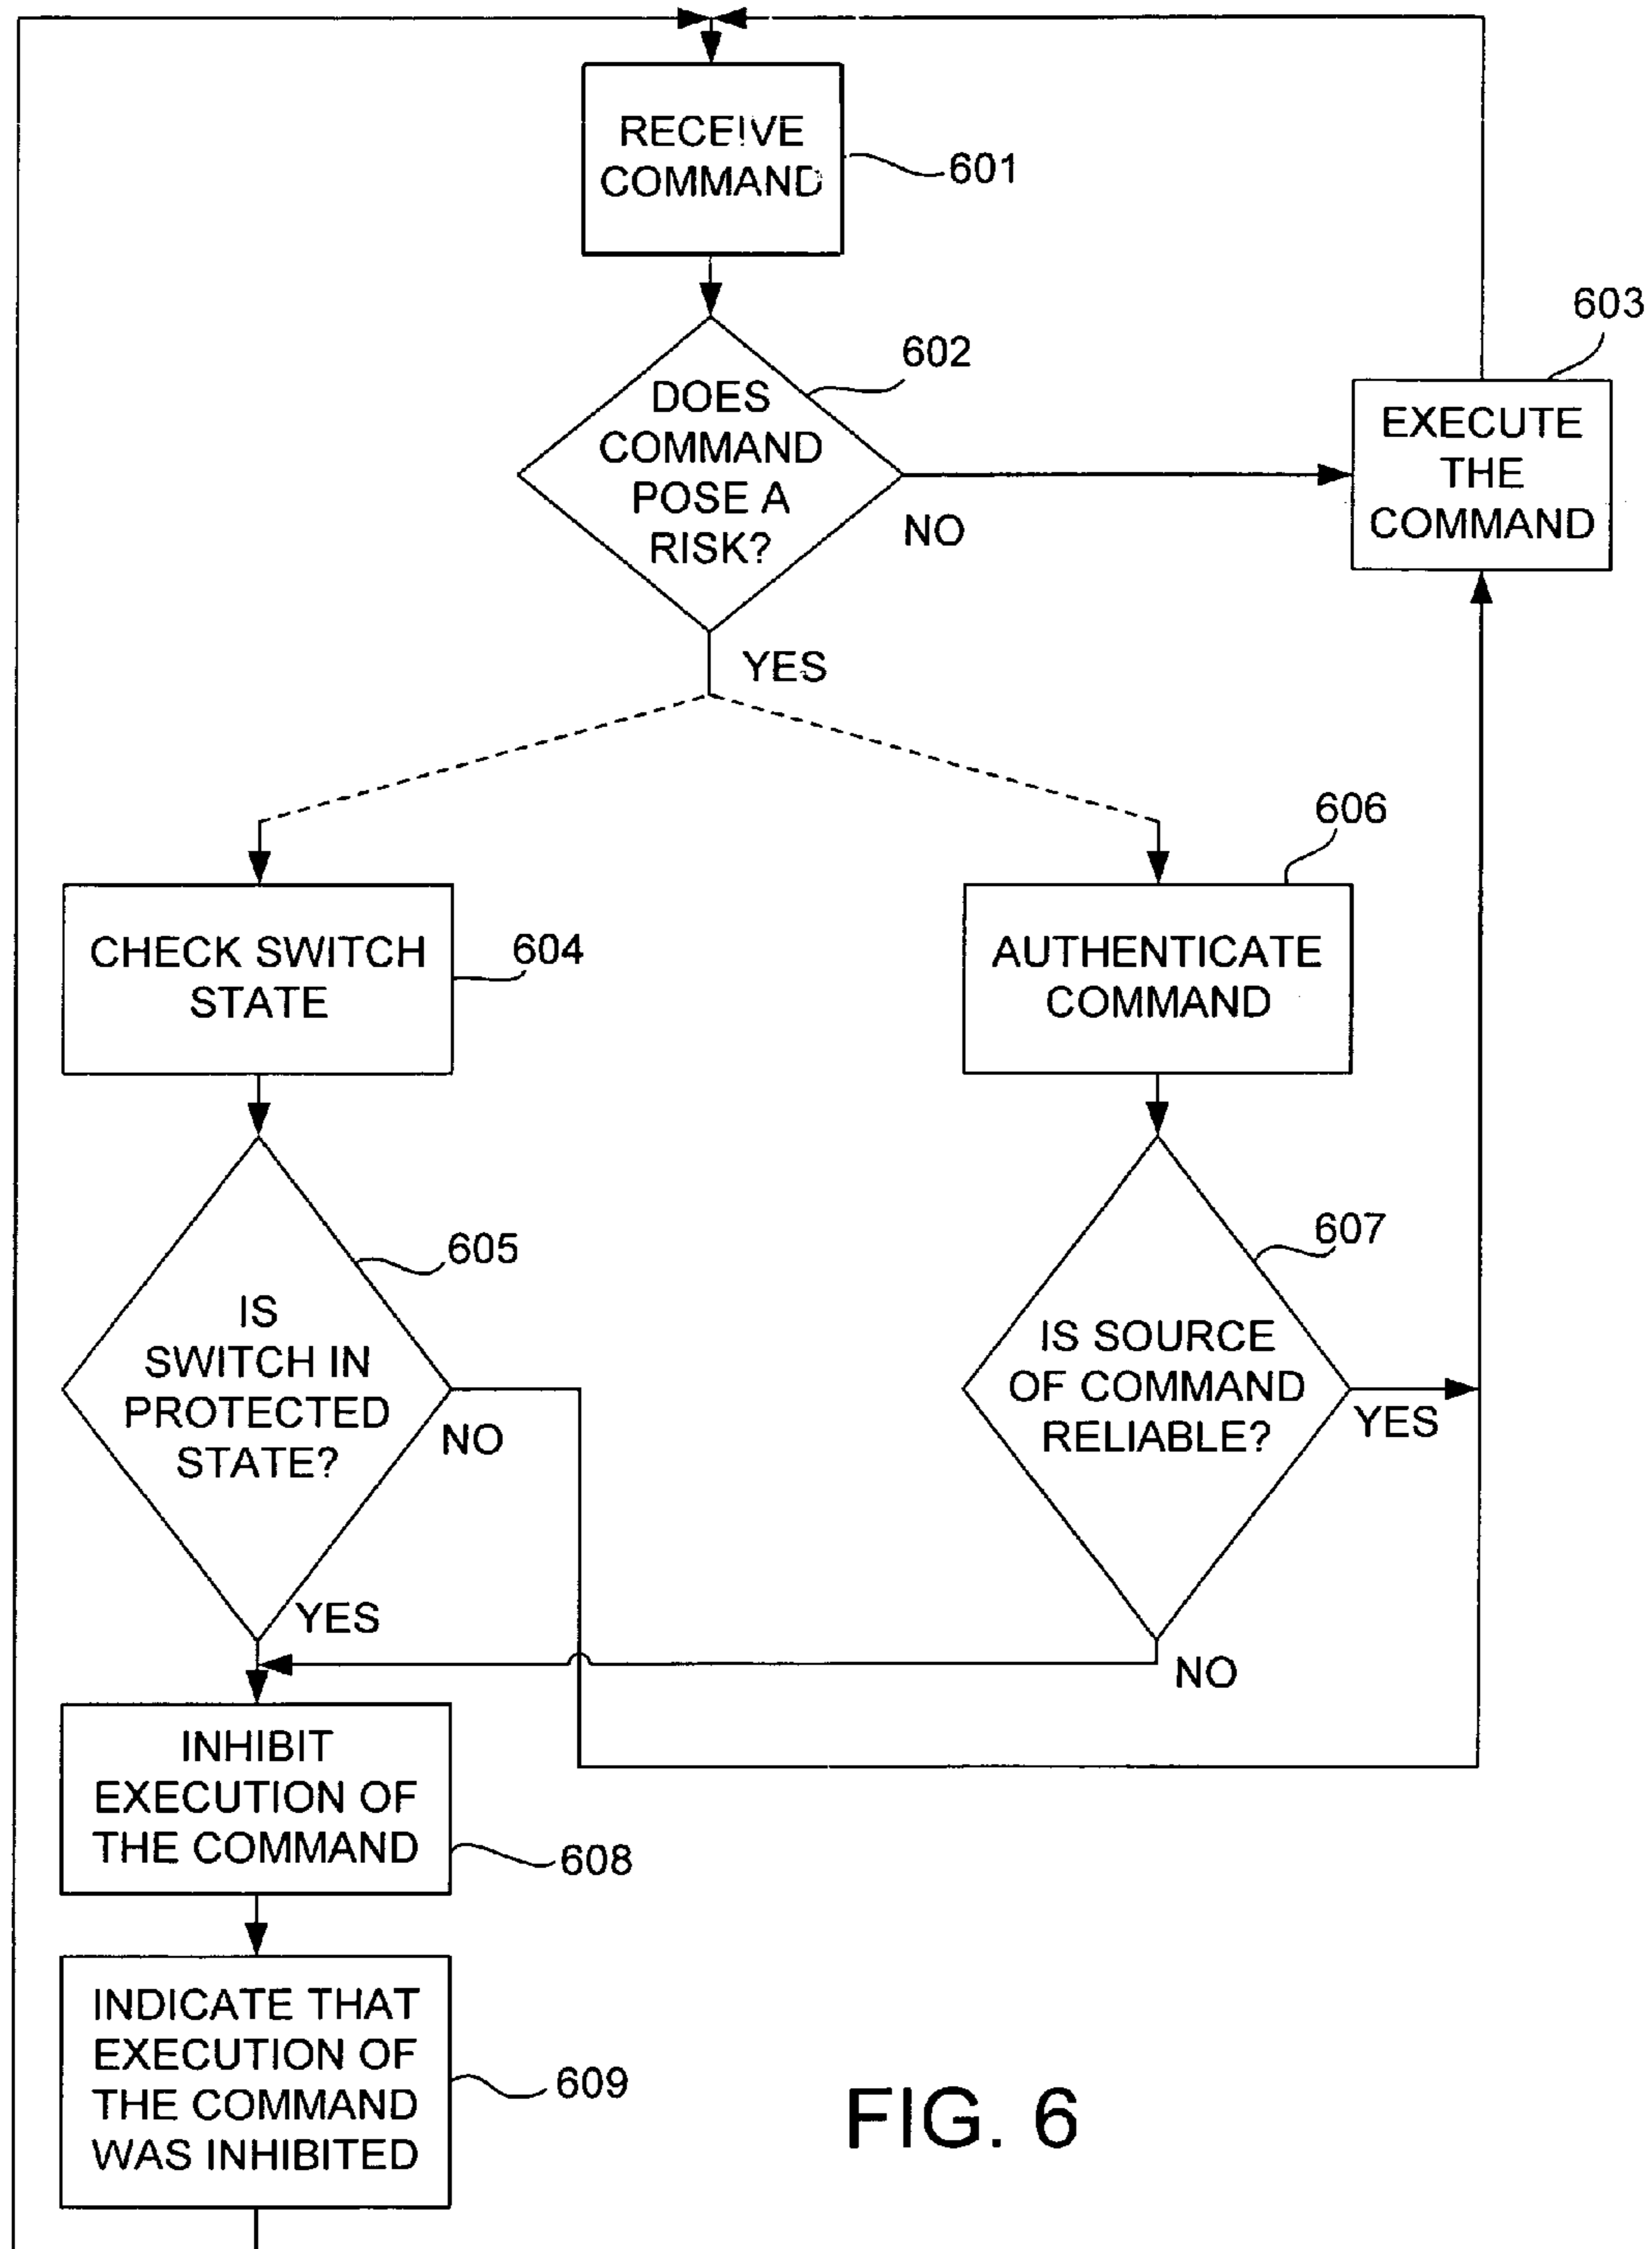 RECEIVE
COMMAND
601
602
DOES
COMMAND
POSE A
RISK?
NO
YES
603
EXECUTE
THE
COMMAND
CHECK SWITCH
STATE
604
606
AUTHENTICATE
COMMAND
605
IS
SWITCH IN
PROTECTED
STATE?
NO
YES
607
IS SOURCE
OF COMMAND
RELIABLE?
YES
NO
INHIBIT
EXECUTION OF
THE COMMAND
608
INDICATE THAT
EXECUTION OF
THE COMMAND
WAS INHIBITED
609
FIG. 6